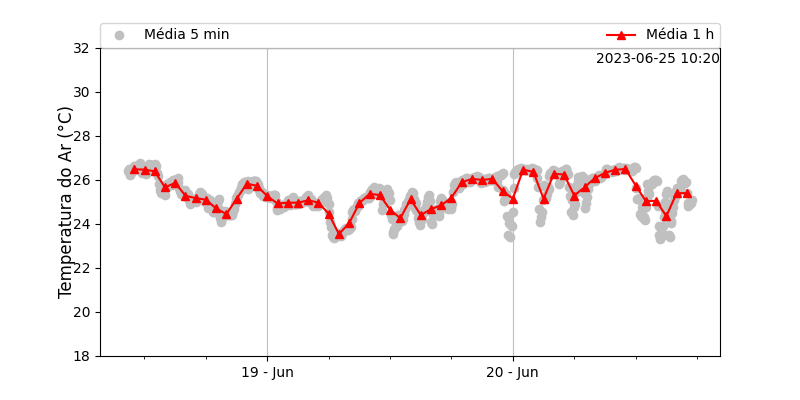 Média 5 min
Média 1 h
2023-06-25 10:20
Temperatura do Ar (°C)
32
30
28
26
24
22
20
18
19 - Jun
20 - Jun